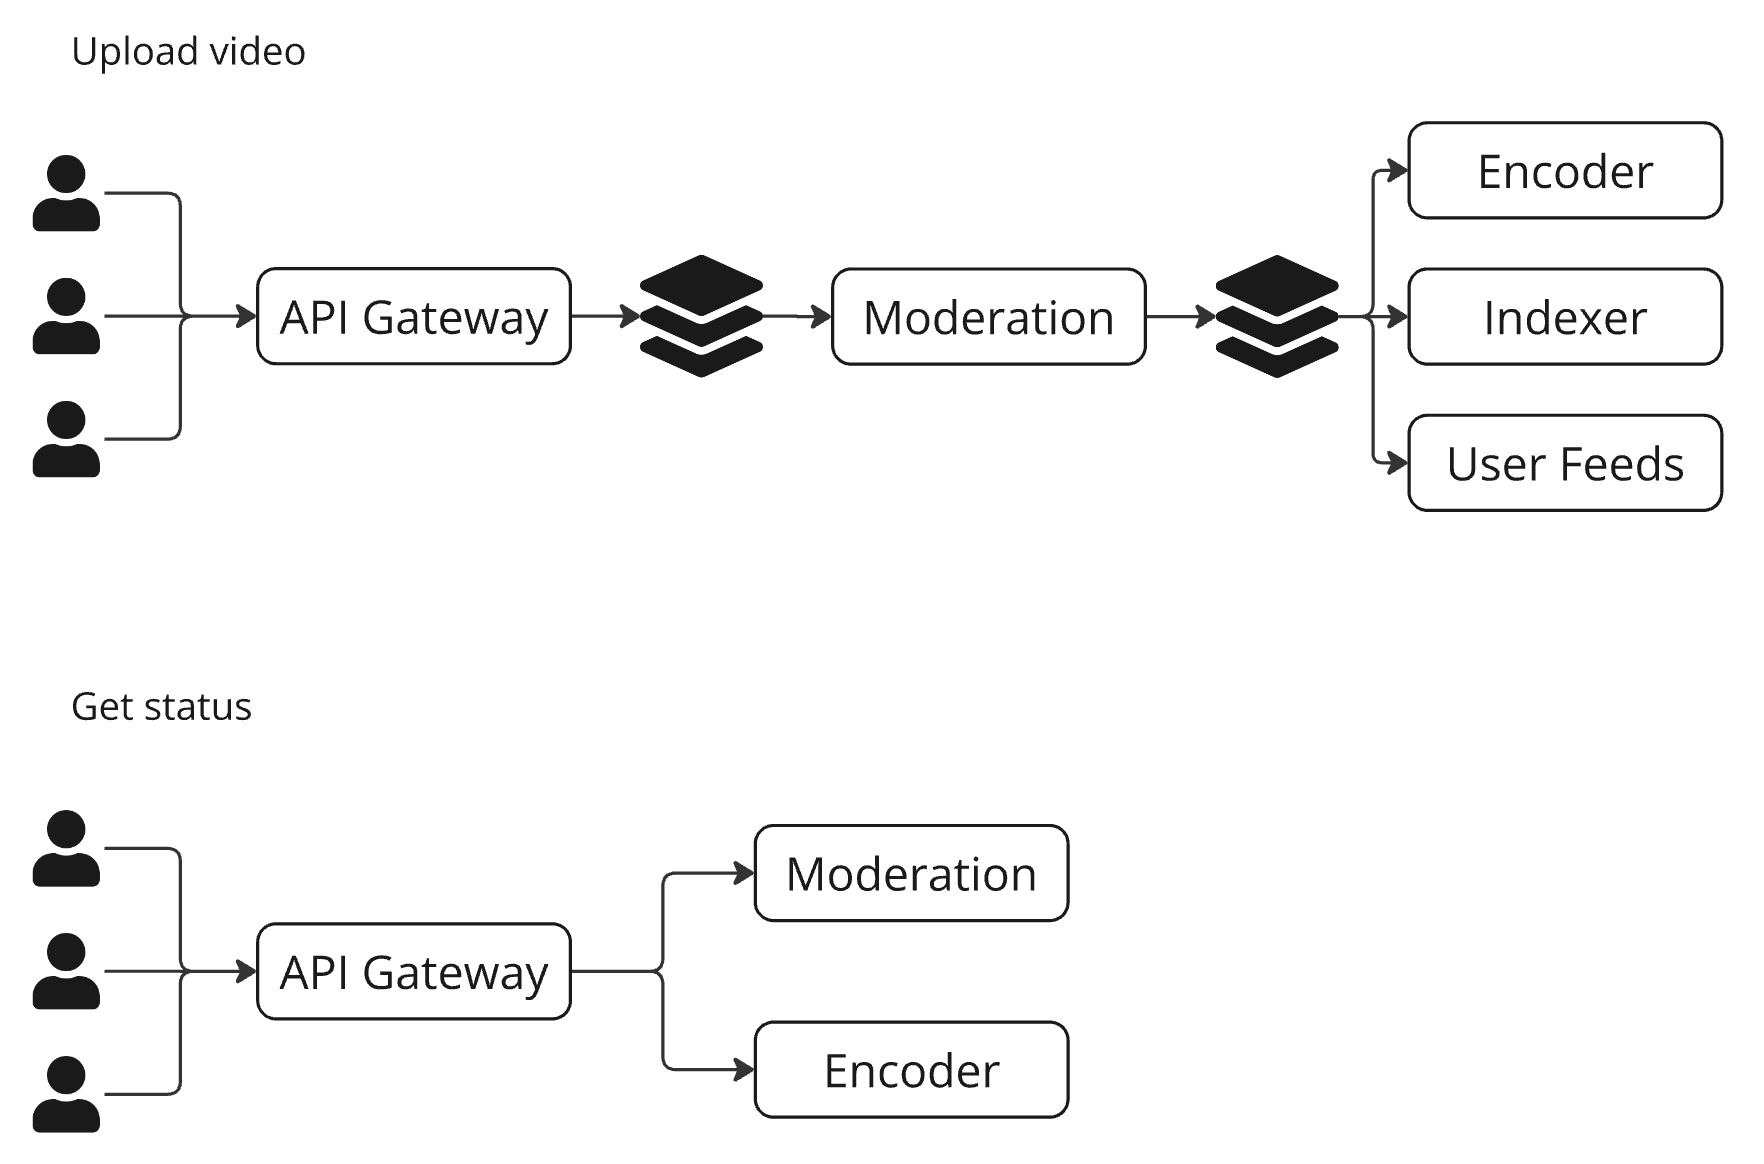 Upload video
Encoder
API Gateway
Moderation
Indexer
User Feeds
Get status
Moderation
API Gateway
Encoder